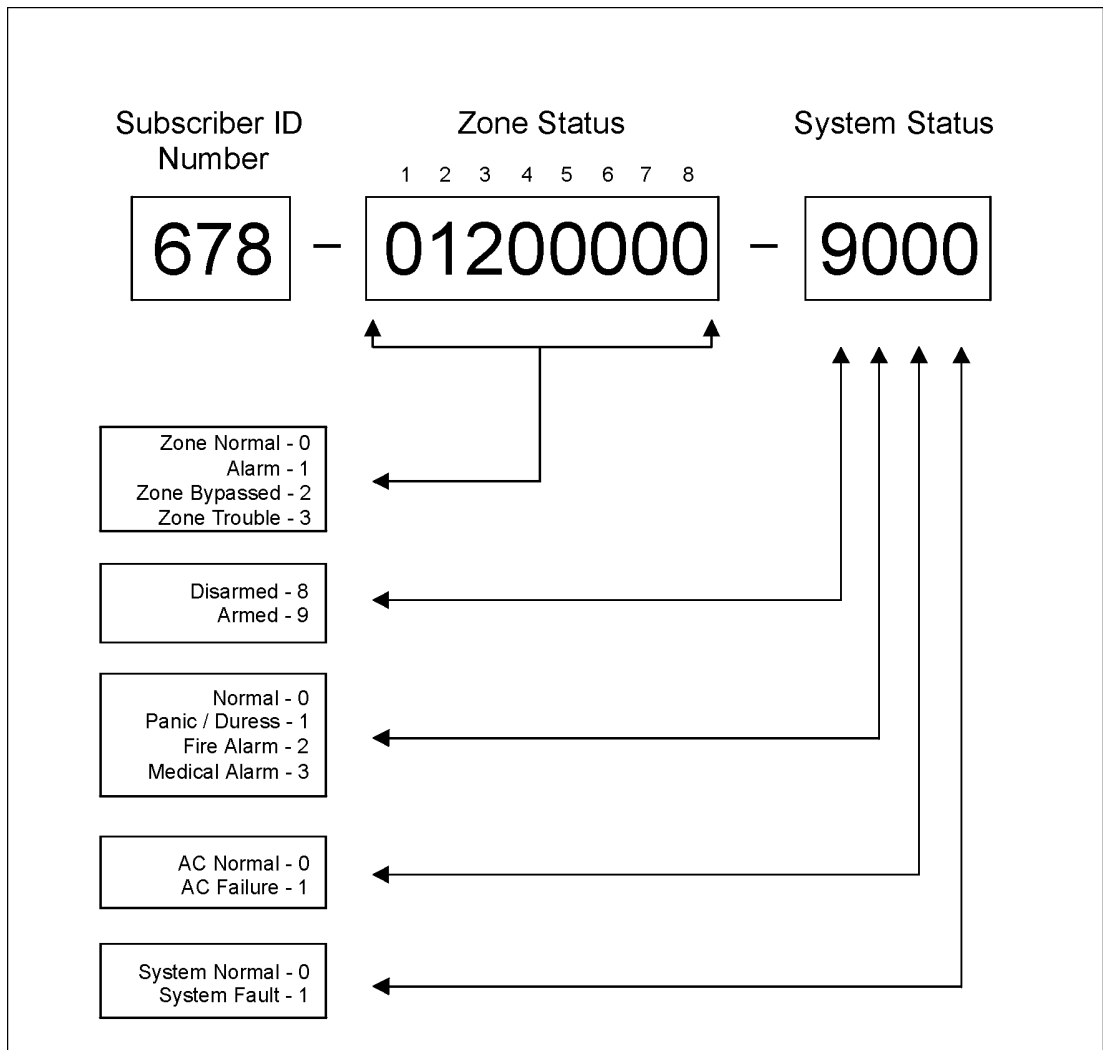 Subscriber ID
Number
Zone Status
System Status
1 2 3 4 5 6 7 8
678 – 01200000 – 9000
Zone Normal - 0
Alarm - 1
Zone Bypassed - 2
Zone Trouble - 3
Disarmed - 8
Armed - 9
Normal - 0
Panic / Duress - 1
Fire Alarm - 2
Medical Alarm - 3
AC Normal - 0
AC Failure - 1
System Normal - 0
System Fault - 1